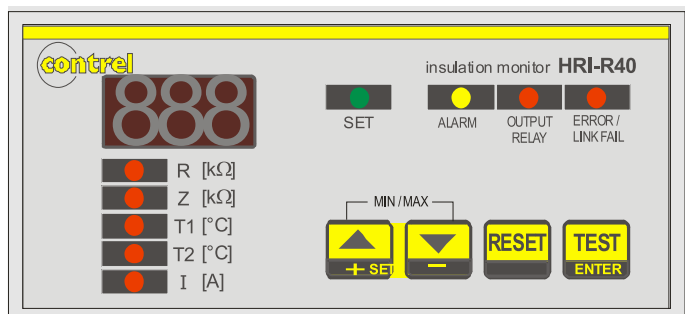 contrel
insulation monitor HRI-R40
888
SET
ALARM
OUTPUT
RELAY
ERROR /
LINK FAIL
R [kΩ]
Z [kΩ]
T1 [°C]
T2 [°C]
I [A]
MIN/MAX
+ SET
−
RESET
TEST
ENTER